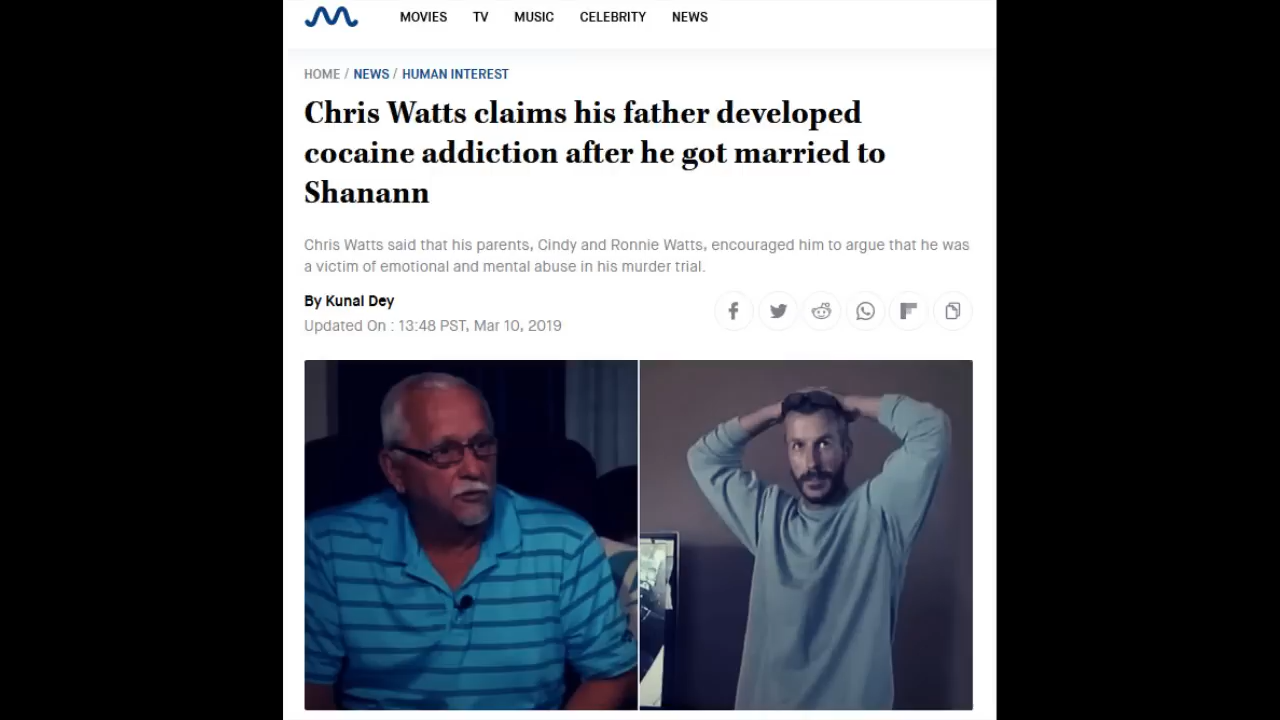 MOVIES TV MUSIC CELEBRITY NEWS
HOME / NEWS / HUMAN INTEREST
Chris Watts claims his father developed
cocaine addiction after he got married to
Shanann
Chris Watts said that his parents, Cindy and Ronnie Watts, encouraged him to argue that he was
a victim of emotional and mental abuse in his murder trial.
By Kunal Dey
Updated On : 13:48 PST, Mar 10, 2019